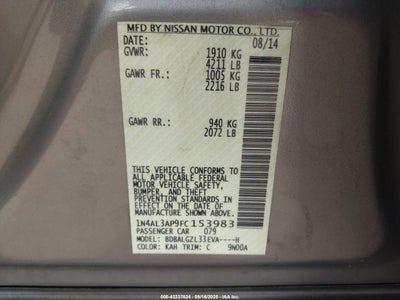 MFD BY NISSAN MOTOR CO., LTD.
DATE: 08/14
GVWR: 1910 KG
4211 LB
GAWR FR.: 1005 KG
2216 LB
GAWR RR.: 940 KG
2072 LB
THIS VEHICLE CONFORMS TO
ALL APPLICABLE FEDERAL
MOTOR VEHICLE SAFETY,
BUMPER, AND THEFT
PREVENTION STANDARDS
IN EFFECT ON THE DATE OF
MANUFACTURE SHOWN ABOVE.
1N4AL3AP9FC153983
PASSENGER CAR 079
MODEL: BDBALGZL33EVA----H
COLOR: KAH TRIM: C 9N00A
© IAA
00-43237624 - (09/18/2025) - IMAGE